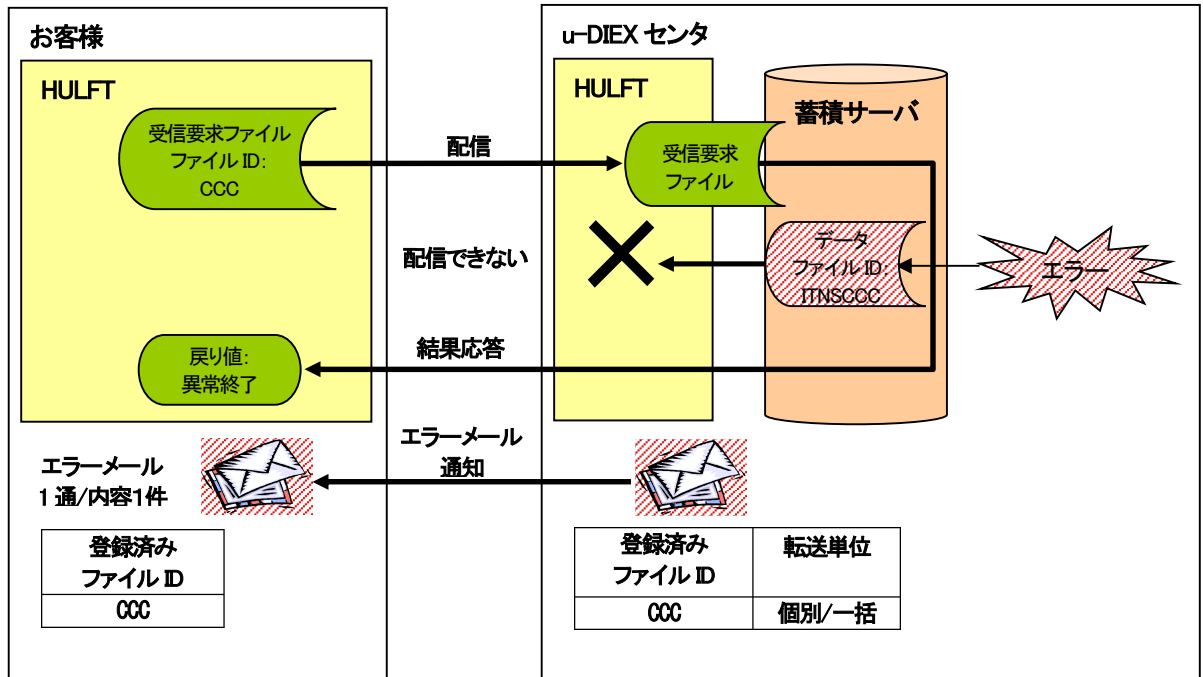 お客様
HULFT
受信要求ファイル
ファイル ID:
CCC
配信
u-DIEX センタ
HULFT
蓄積サーバ
受信要求
ファイル
配信できない
データ
ファイル ID:
ITNSCCC
エラー
戻り値:
異常終了
結果応答
エラーメール
通知
エラーメール
1 通/内容1件
登録済み
ファイル ID
CCC
登録済み
ファイル ID
転送単位
CCC
個別/一括